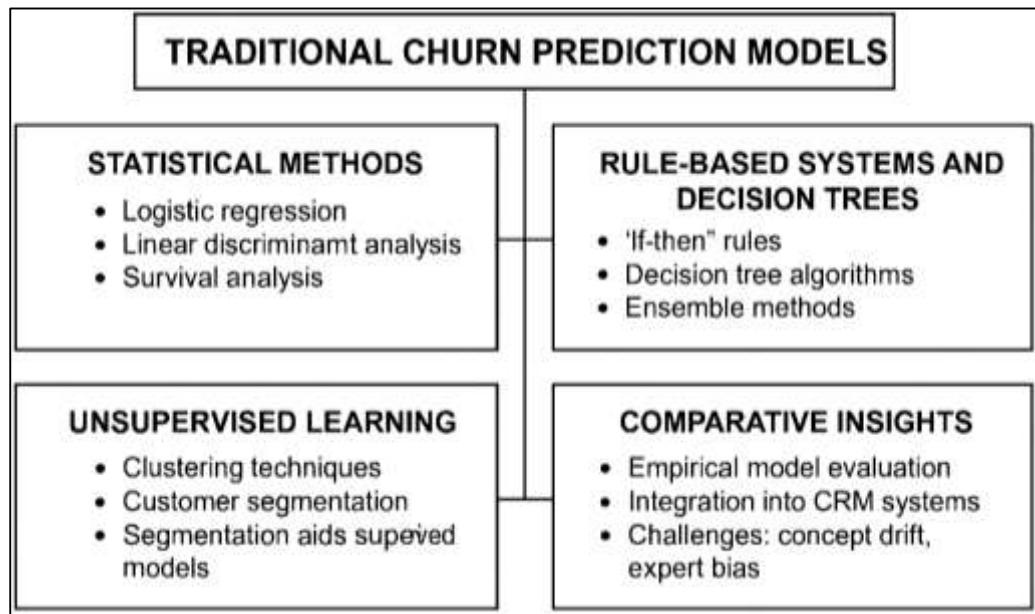 TRADITIONAL CHURN PREDICTION MODELS
STATISTICAL METHODS
• Logistic regression
• Linear discrimınamt analysis
• Survival analysis
RULE-BASED SYSTEMS AND
DECISION TREES
• 'If-then" rules
• Decision tree algorithms
• Ensemble methods
UNSUPERVISED LEARNING
• Clustering techniques
• Customer segmentation
• Segmentation aids
models
COMPARATIVE INSIGHTS
• Empirical model evaluation
• Integration into CRM systems
• Challenges: concept drift,
expert bias